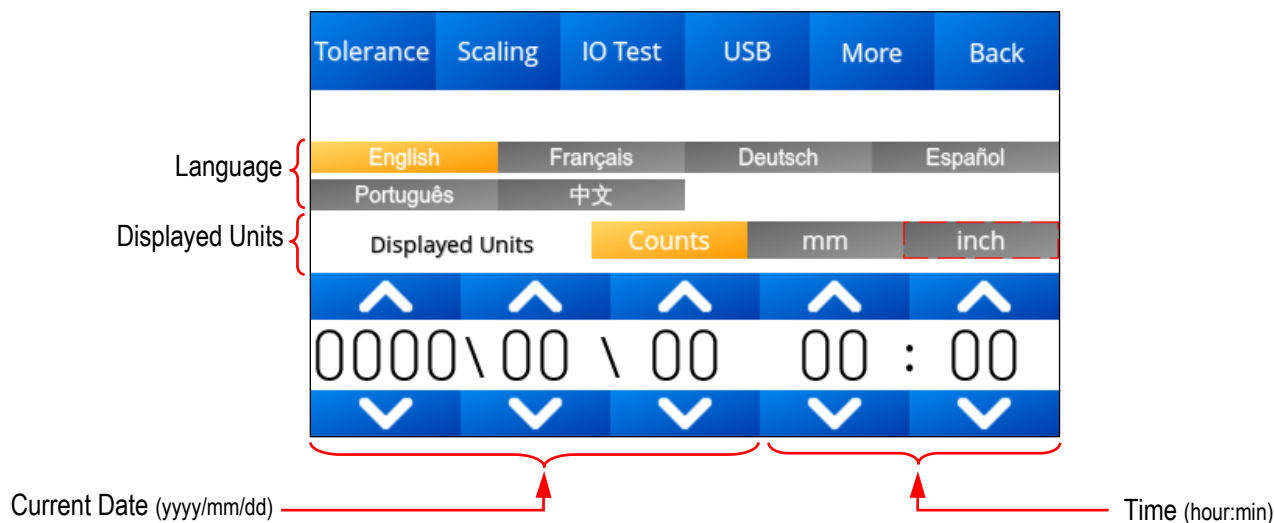 Tolerance Scaling IO Test USB More Back
Language
English Français Deutsch Español
Português 中文
Displayed Units
Displayed Units Counts mm inch
0000\ 00 \ 00 00 : 00
Current Date (yyyy/mm/dd)
Time (hour:min)